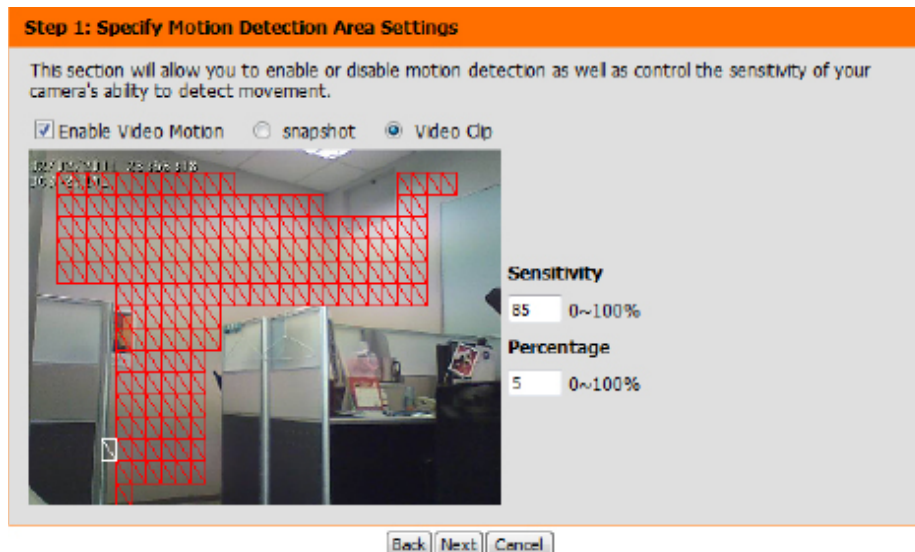 Step 1: Specify Motion Detection Area Settings
This section will allow you to enable or disable motion detection as well as control the sensitivity of your
camera's ability to detect movement.
Enable Video Motion snapshot Video Clip
Sensitivity
85 0~100%
Percentage
5 0~100%
Back Next Cancel